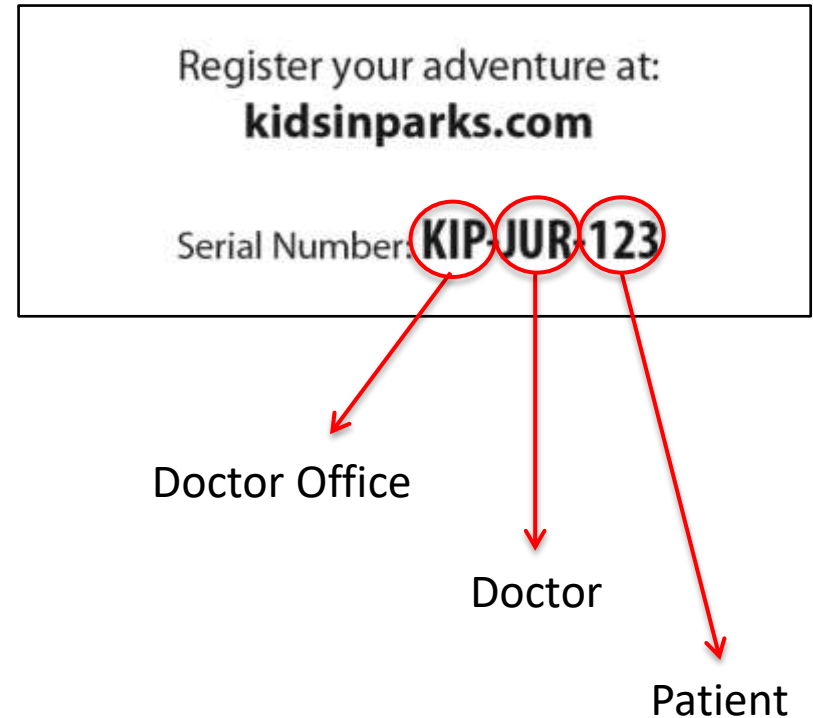 Register your adventure at:
kidsinparks.com
Serial Number: KIP-JUR-123
Doctor Office
Doctor
Patient